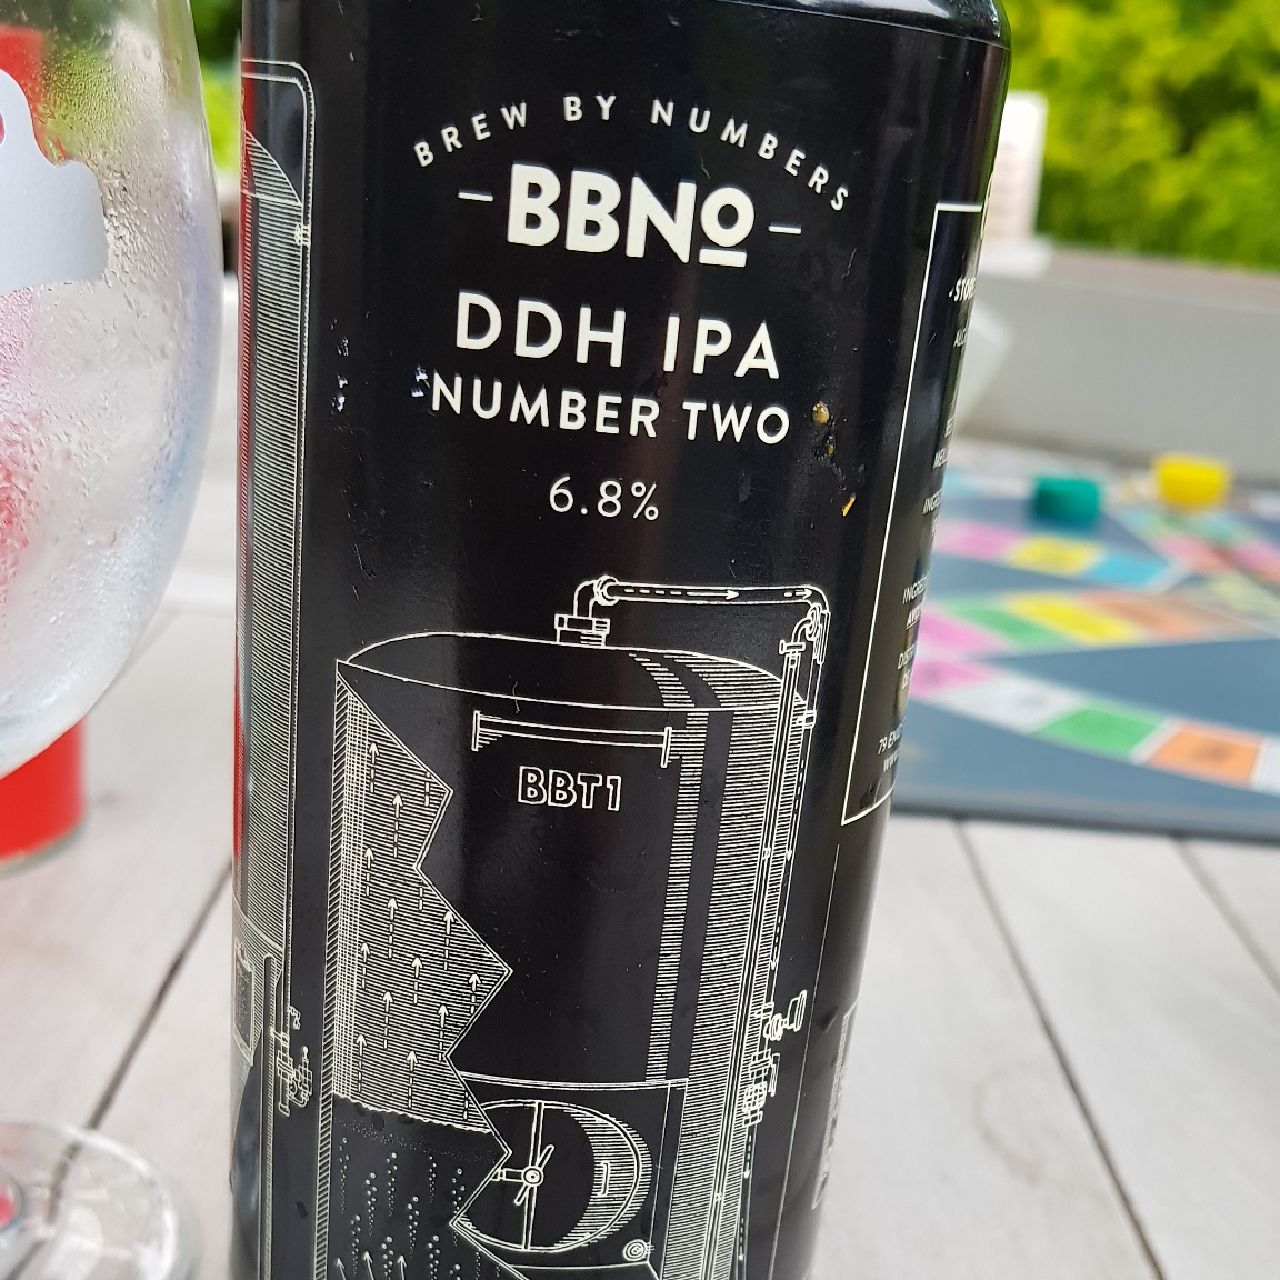 BREW BY NUMBERS
BBNo
DDH IPA
NUMBER TWO
6.8%
BBT1